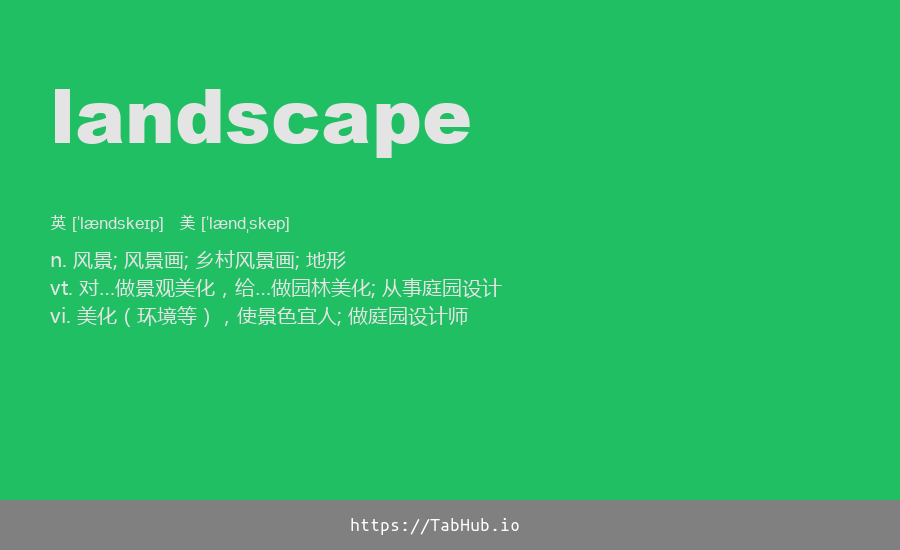 landscape
英 [ˈlændskeɪp] 美 [ˈlændˌskep]
n. 风景; 风景画; 乡村风景画; 地形
vt. 对…做景观美化，给…做园林美化; 从事庭园设计
vi. 美化（环境等），使景色宜人; 做庭园设计师
https://TabHub.io